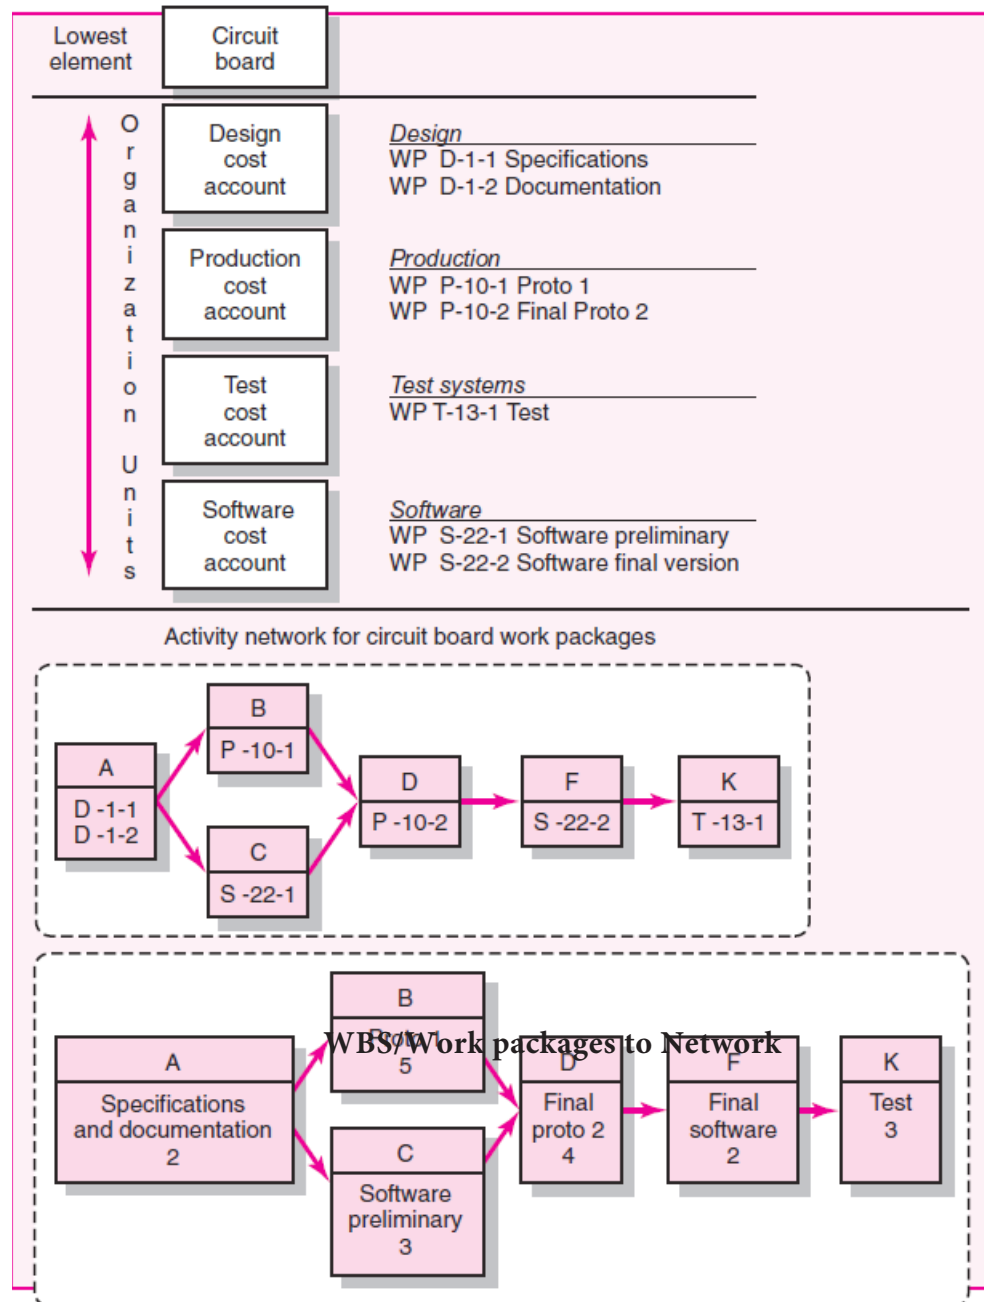 Lowest
element
Circuit
board
Organization Units
Design
cost
account
Design
WP D-1-1 Specifications
WP D-1-2 Documentation
Production
cost
account
Production
WP P-10-1 Proto 1
WP P-10-2 Final Proto 2
Test
cost
account
Test systems
WP T-13-1 Test
Software
cost
account
Software
WP S-22-1 Software preliminary
WP S-22-2 Software final version
Activity network for circuit board work packages
A
D -1-1
D -1-2
B
P -10-1
C
S -22-1
D
P -10-2
F
S -22-2
K
T -13-1
WBS/Work packages to Network
A
Specifications
and documentation
2
B
Proto 1
5
C
Software
preliminary
3
D
Final
proto 2
4
F
Final
software
2
K
Test
3